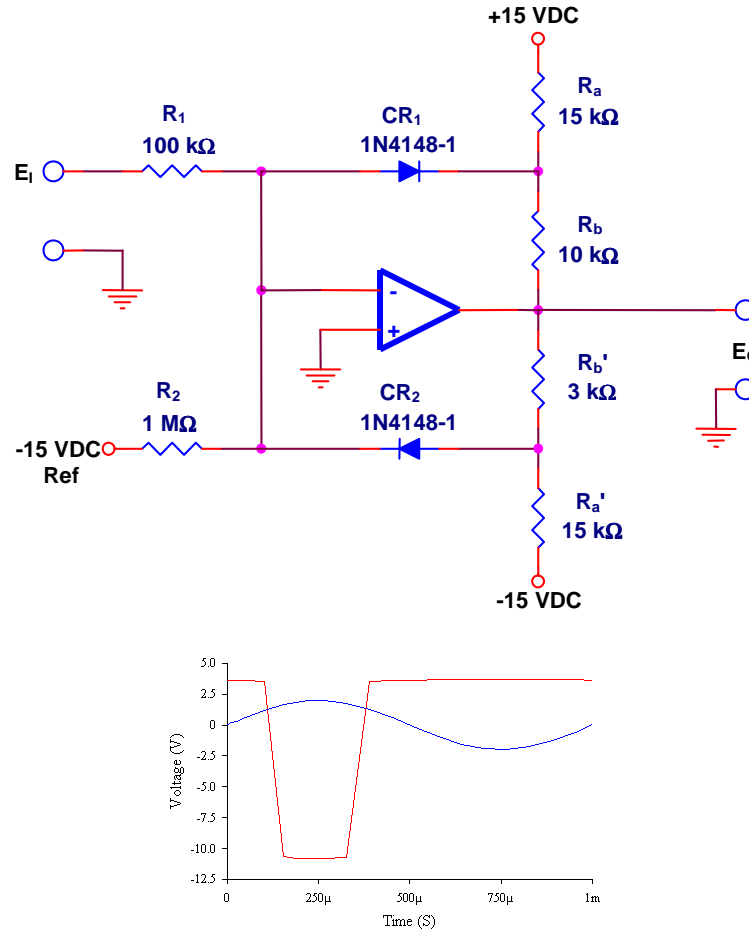 +15 VDC
Ra
15 kΩ
R1
100 kΩ
CR1
1N4148-1
EI
Rb
10 kΩ
-
+
Rb'
3 kΩ
R2
1 MΩ
CR2
1N4148-1
-15 VDC
Ref
Ra'
15 kΩ
-15 VDC
5.0
2.5
0
-2.5
-5.0
-7.5
-10.0
-12.5
Voltage (V)
0
250µ
500µ
750µ
1m
Time (S)